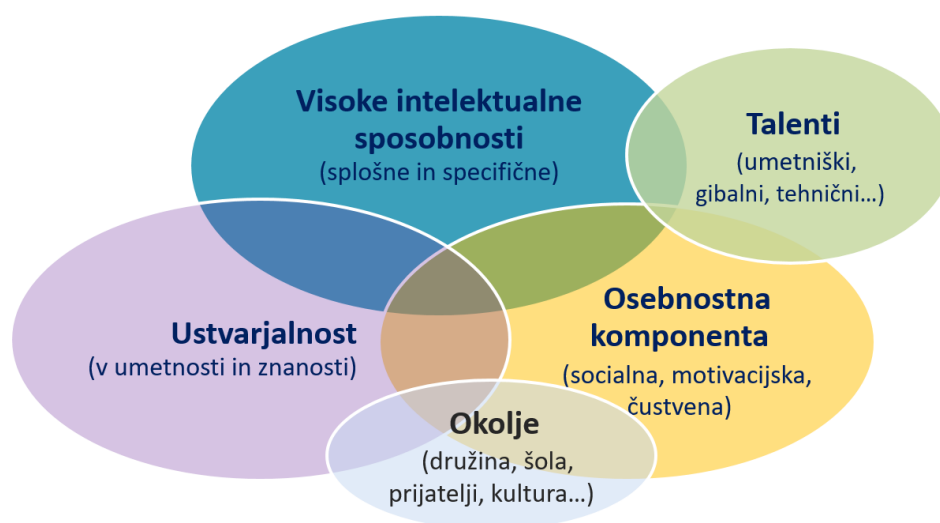 Visoke intelektualne
sposobnosti
(splošne in specifične)
Talenti
(umetniški,
gibalni, tehnični...)
Ustvarjalnost
(v umetnosti in znanosti)
Osebnostna
komponenta
(socialna, motivacijska,
čustvena)
Okolje
(družina, šola,
prijatelji, kultura...)